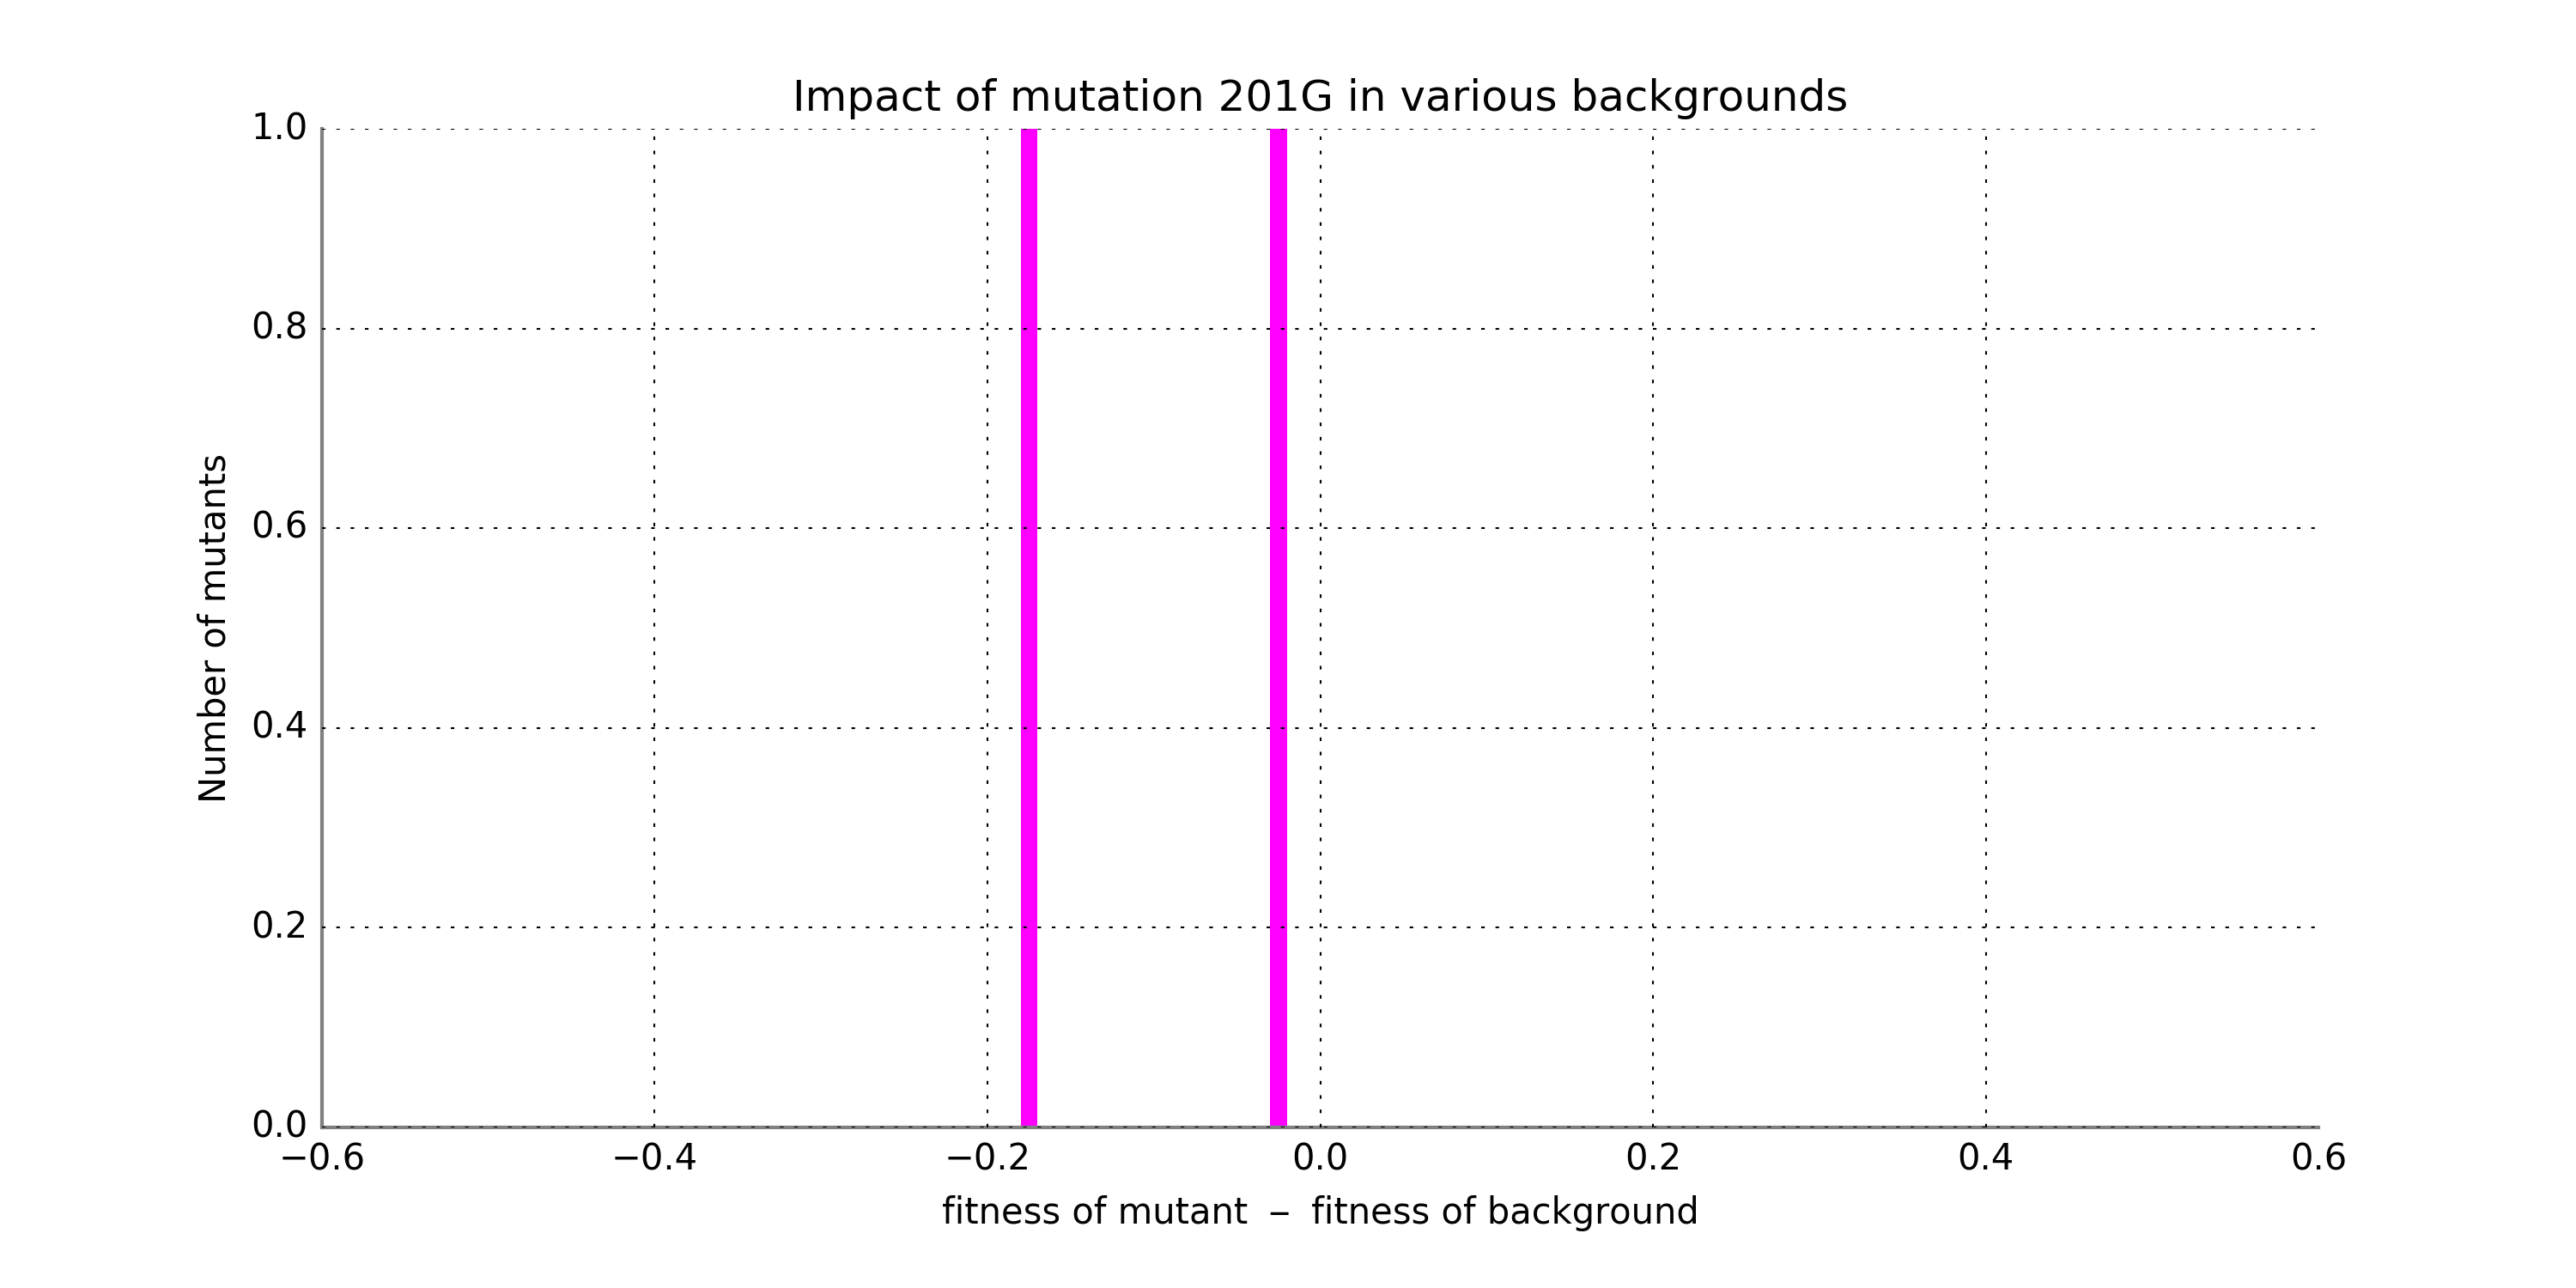 Impact of mutation 201G in various backgrounds
1.0
0.8
0.6
0.4
0.2
0.0
Number of mutants
−0.6 −0.4 −0.2 0.0 0.2 0.4 0.6
fitness of mutant – fitness of background